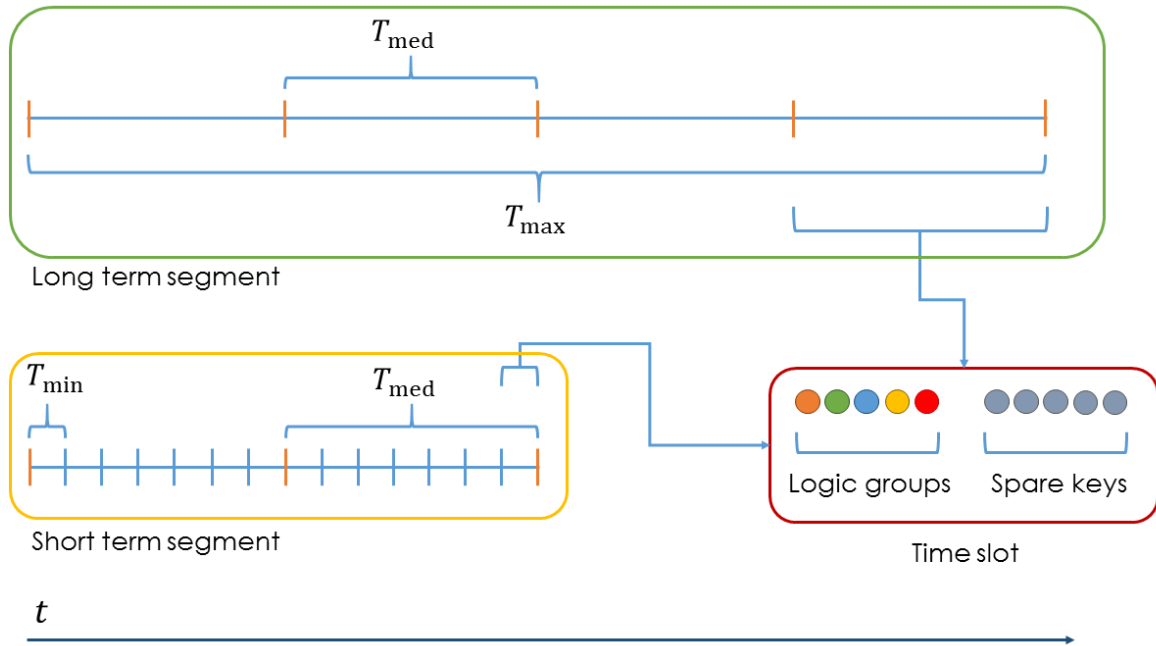 T_med
T_max
Long term segment
T_min
T_med
Short term segment
Logic groups
Spare keys
Time slot
t